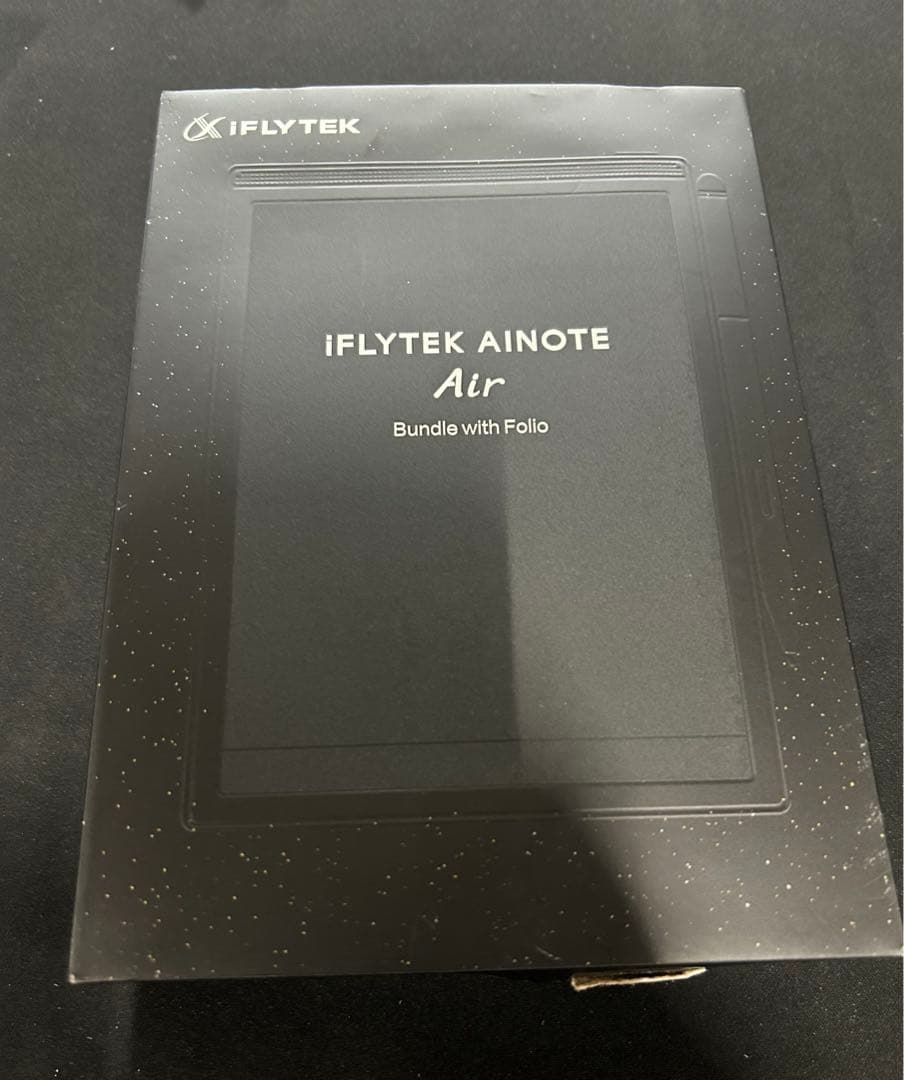 iFLYTEK
iFLYTEK AINOTE
Air
Bundle with Folio